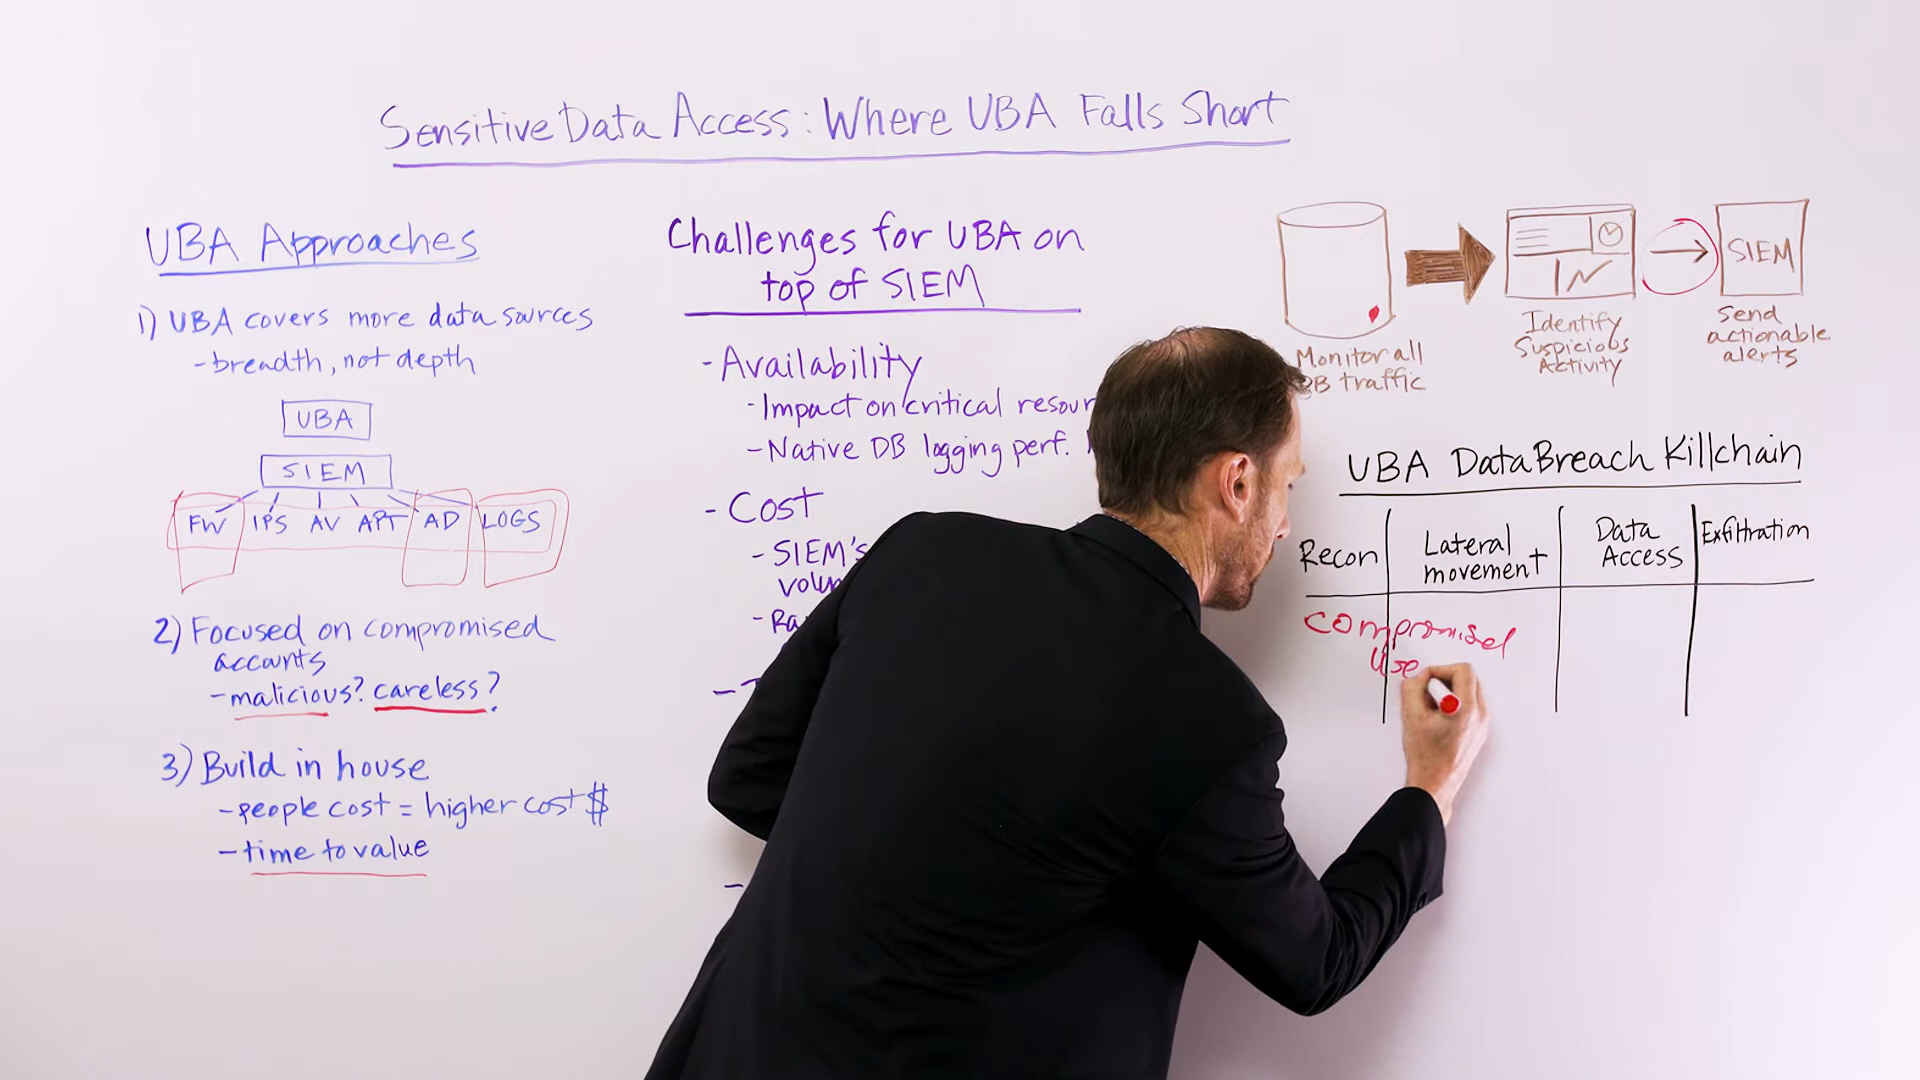 Sensitive Data Access: Where UBA Falls Short
UBA Approaches
1) UBA covers more data sources
- breadth, not depth
UBA
SIEM
FW IPS AV APT AD LOGS
2) Focused on compromised
accounts
- malicious? careless?
3) Build in house
- people cost = higher cost $
- time to value
Challenges for UBA on
top of SIEM
- Availability
- Impact on critical
- Native DB logging perf.
- Cost
- SIEM's
-
-
SIEM
Monitor all
DB traffic
Identify
Suspicious
Activity
Send
actionable
alerts
UBA Data Breach Killchain
Recon
Lateral
movement
Data
Access
Exfiltration
compromised
use